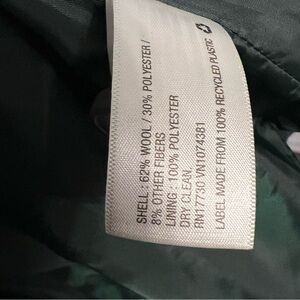 SHELL : 62% WOOL / 30% POLYESTER /
8% OTHER FIBERS
LINING : 100% POLYESTER
DRY CLEAN
RN17730 VN1074381
LABEL MADE FROM 100% RECYCLED PLASTIC